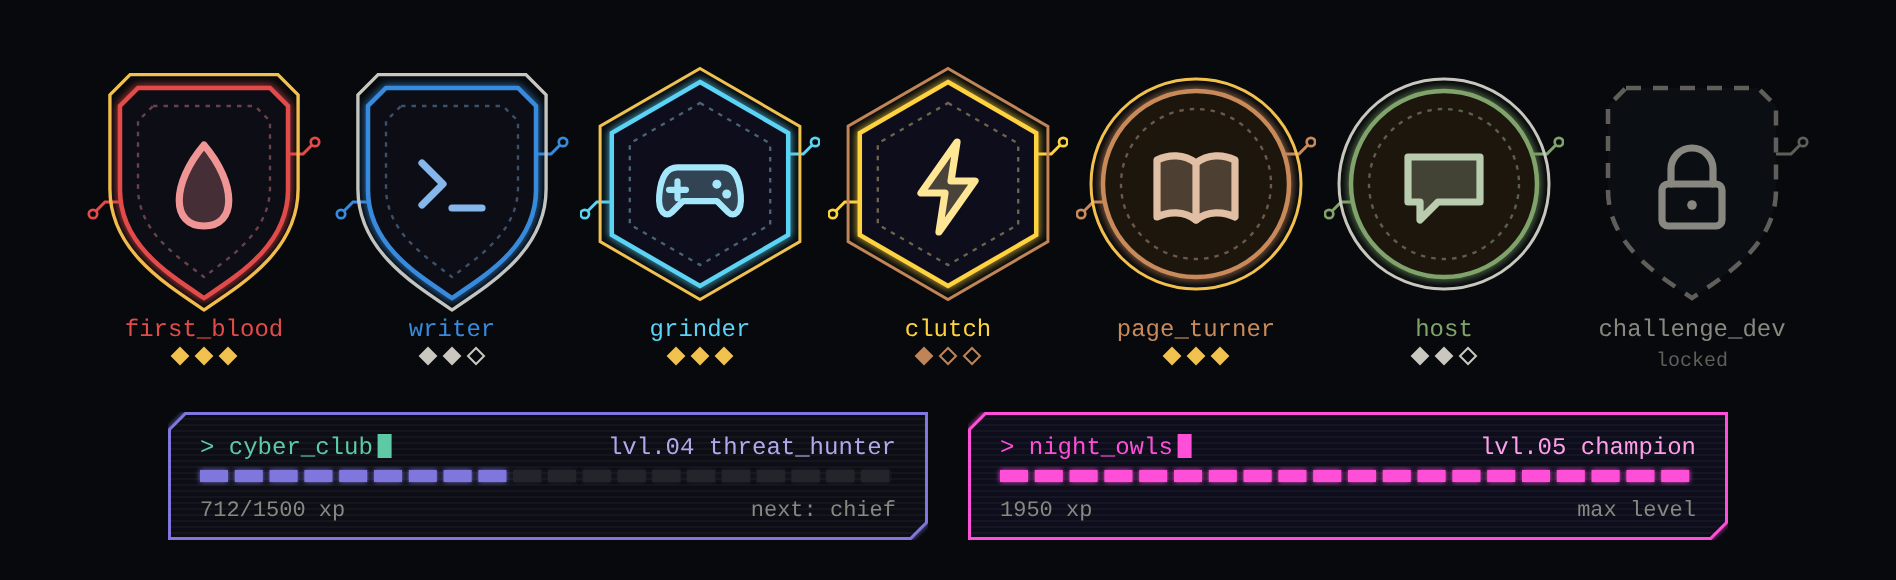 first_blood
writer
grinder
clutch
page_turner
host
challenge_dev
locked
> cyber_club
lvl.04 threat_hunter
712/1500 xp
next: chief
> night_owls
lvl.05 champion
1950 xp
max level